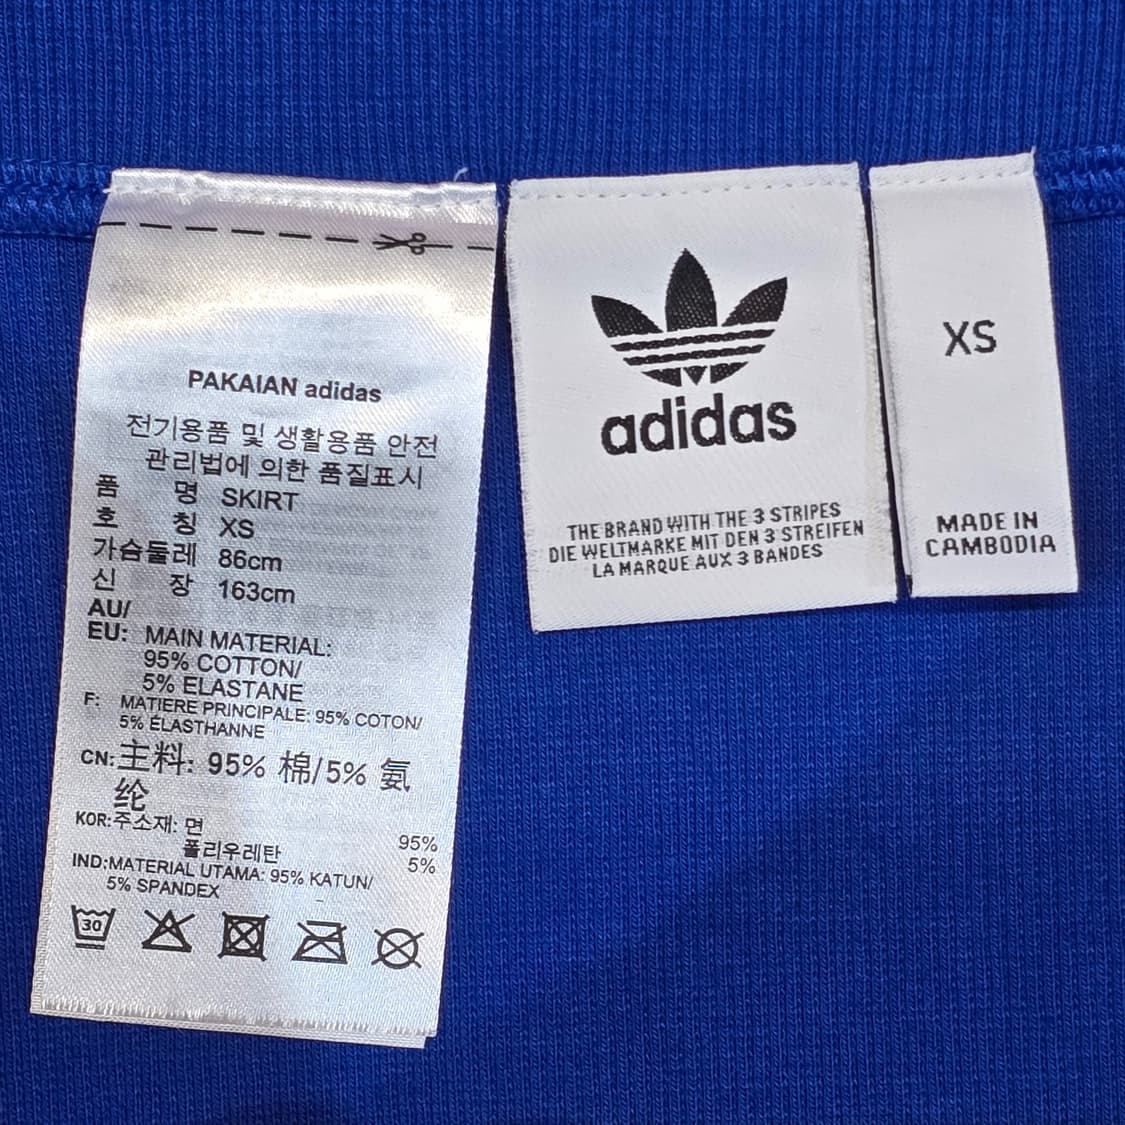 PAKAIAN adidas
전기용품 및 생활용품 안전
관리법에 의한 품질표시
품 명 SKIRT
호 칭 XS
가슴둘레 86cm
신 장 163cm
AU/
EU: MAIN MATERIAL:
95% COTTON/
5% ELASTANE
F: MATIERE PRINCIPALE: 95% COTON/
5% ÉLASTHANNE
CN:主料: 95% 棉/5% 氨
纶
KOR:주소재: 면 95%
폴리우레탄 5%
IND:MATERIAL UTAMA: 95% KATUN/
5% SPANDEX
30
adidas
THE BRAND WITH THE 3 STRIPES
DIE WELTMARKE MIT DEN 3 STREIFEN
LA MARQUE AUX 3 BANDES
XS
MADE IN
CAMBODIA